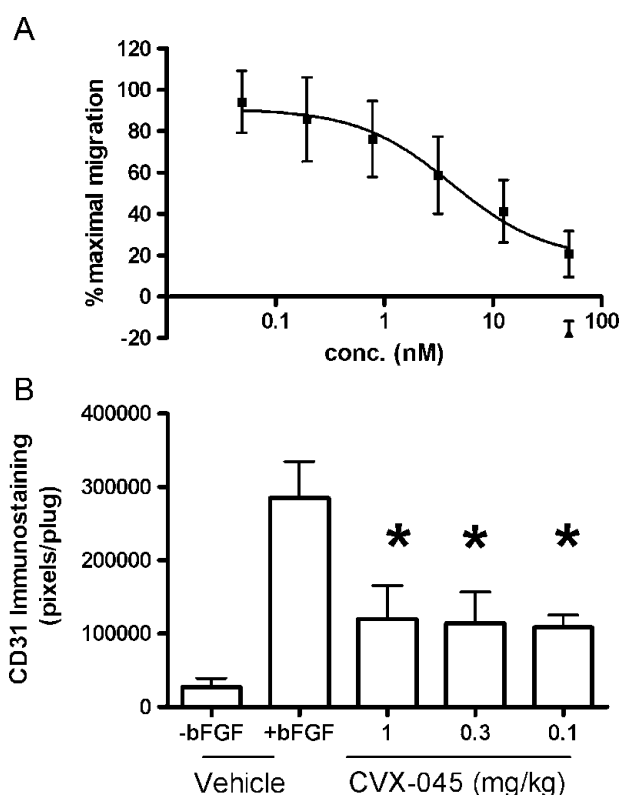 A
% maximal migration
120
100
80
60
40
20
0
-20
0.1 1 10 100
conc. (nM)
B
CD31 Immunostaining
(pixels/plug)
400000
300000
200000
100000
0
* * *
-bFGF +bFGF 1 0.3 0.1
Vehicle CVX-045 (mg/kg)